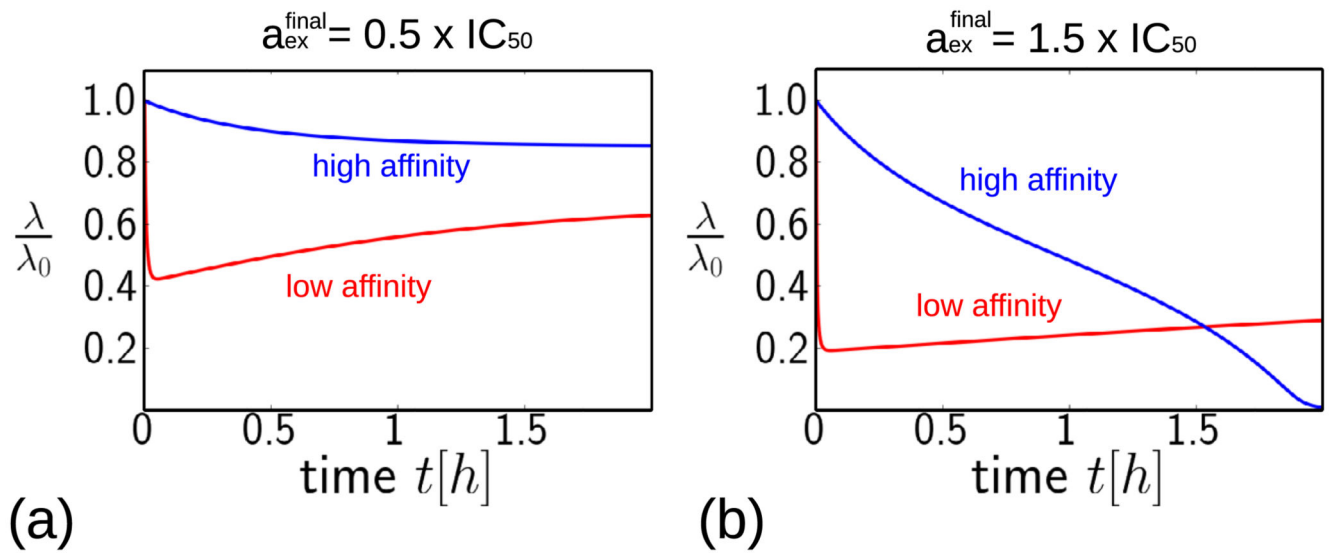 a_ex^final = 0.5 x IC₅₀
1.0
0.8
0.6
0.4
0.2
λ/λ₀
high affinity
low affinity
0 0.5 1 1.5
time t[h]
(a)
a_ex^final = 1.5 x IC₅₀
1.0
0.8
0.6
0.4
0.2
λ/λ₀
high affinity
low affinity
0 0.5 1 1.5
time t[h]
(b)